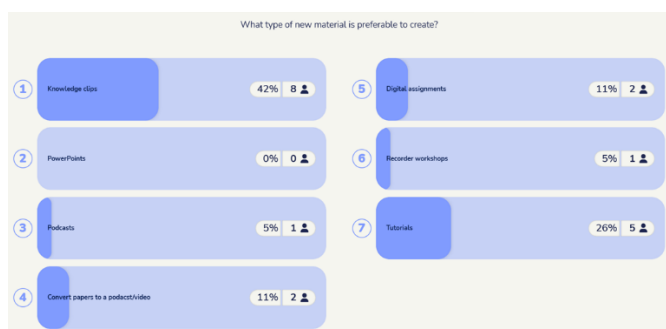 What type of new material is preferable to create?
1 Knowledge clips 42% 8
2 PowerPoints 0% 0
3 Podcasts 5% 1
4 Convert papers to a podacst/video 11% 2
5 Digital assignments 11% 2
6 Recorder workshops 5% 1
7 Tutorials 26% 5